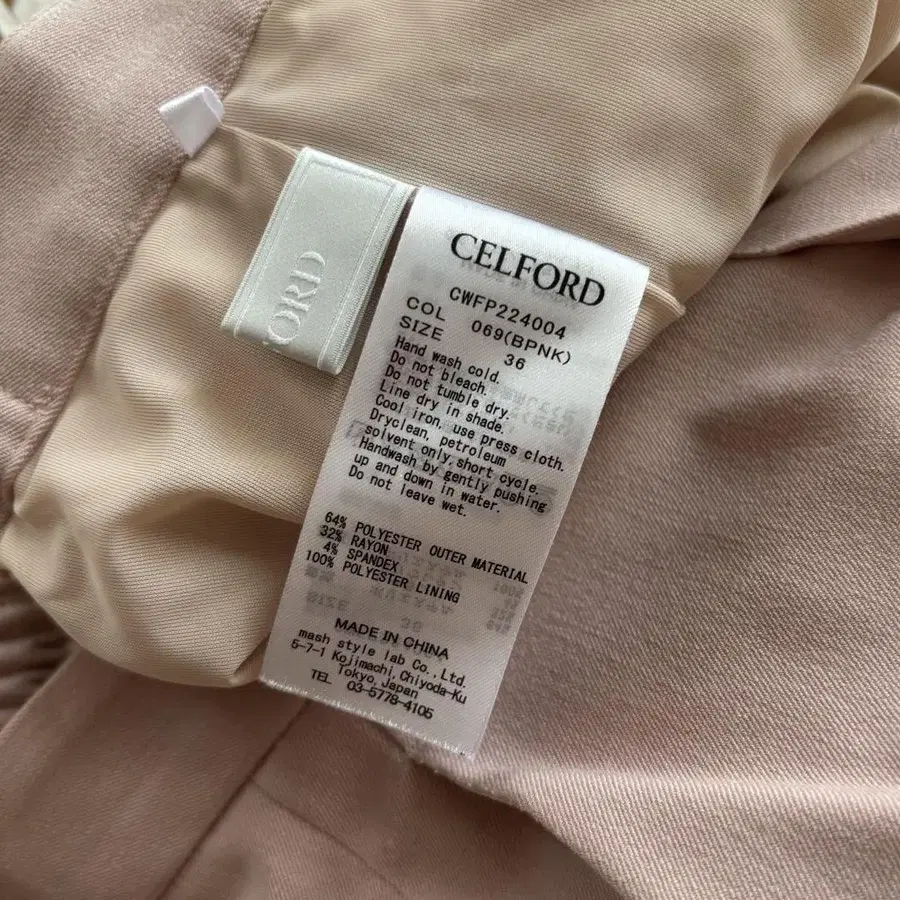 ORD
CELFORD
CWFP224004
COL 069(BPNK)
SIZE 36
Hand wash cold.
Do not bleach.
Do not tumble dry.
Line dry in shade.
Cool iron, use press cloth.
Dryclean, petroleum
solvent only, short cycle.
Handwash by gently pushing
up and down in water.
Do not leave wet.
64% POLYESTER OUTER MATERIAL
32% RAYON
4% SPANDEX
100% POLYESTER LINING
MADE IN CHINA
mash style lab Co., Ltd.
5-7-1 Kojimachi, Chiyoda-Ku
Tokyo, Japan
TEL 03-5778-4105